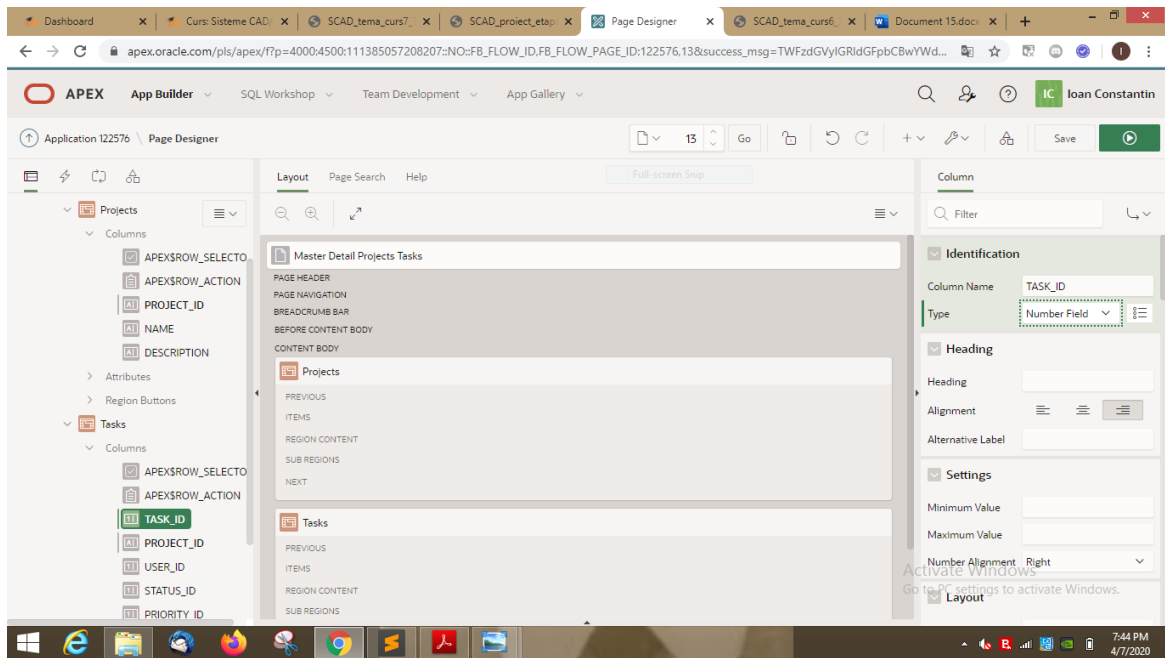 Dashboard
Curs: Sisteme CAD/
SCAD_tema_curs7_
SCAD_proiect_etap
Page Designer
SCAD_tema_curs6_
Document 15.docx
apex.oracle.com/pls/apex/f?p=4000:4500:111385057208207::NO::FB_FLOW_ID,FB_FLOW_PAGE_ID:122576,13&success_msg=TWFzdGVyIGRldGFpbCBwYWd...
I
APEX
App Builder
SQL Workshop
Team Development
App Gallery
IC
Ioan Constantin
Application 122576 \ Page Designer
13
Go
Save
Layout
Page Search
Help
Full-screen Snip
Column
Projects
Columns
APEX$ROW_SELECTO
APEX$ROW_ACTION
PROJECT_ID
NAME
DESCRIPTION
Attributes
Region Buttons
Tasks
Columns
APEX$ROW_SELECTO
APEX$ROW_ACTION
TASK_ID
PROJECT_ID
USER_ID
STATUS_ID
PRIORITY_ID
Master Detail Projects Tasks
PAGE HEADER
PAGE NAVIGATION
BREADCRUMB BAR
BEFORE CONTENT BODY
CONTENT BODY
Projects
PREVIOUS
ITEMS
REGION CONTENT
SUB REGIONS
NEXT
Tasks
PREVIOUS
ITEMS
REGION CONTENT
SUB REGIONS
Filter
Identification
Column Name TASK_ID
Type Number Field
Heading
Heading
Alignment
Alternative Label
Settings
Minimum Value
Maximum Value
Number Alignment Right
Layout
Activate Windows
Go to PC settings to activate Windows.
7:44 PM
4/7/2020